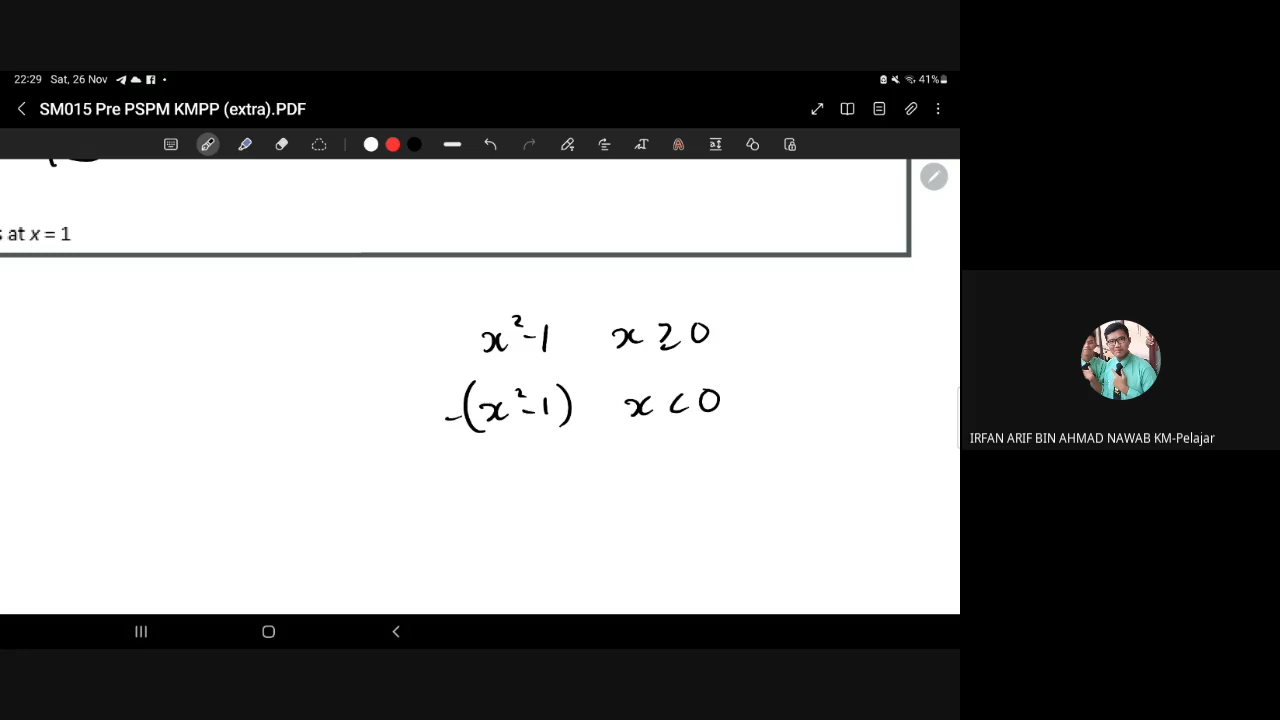 22:29 Sat, 26 Nov
41%
SM015 Pre PSPM KMPP (extra).PDF
at x = 1
x²-1 x ≥ 0
-(x²-1) x < 0
IRFAN ARIF BIN AHMAD NAWAB KM-Pelajar